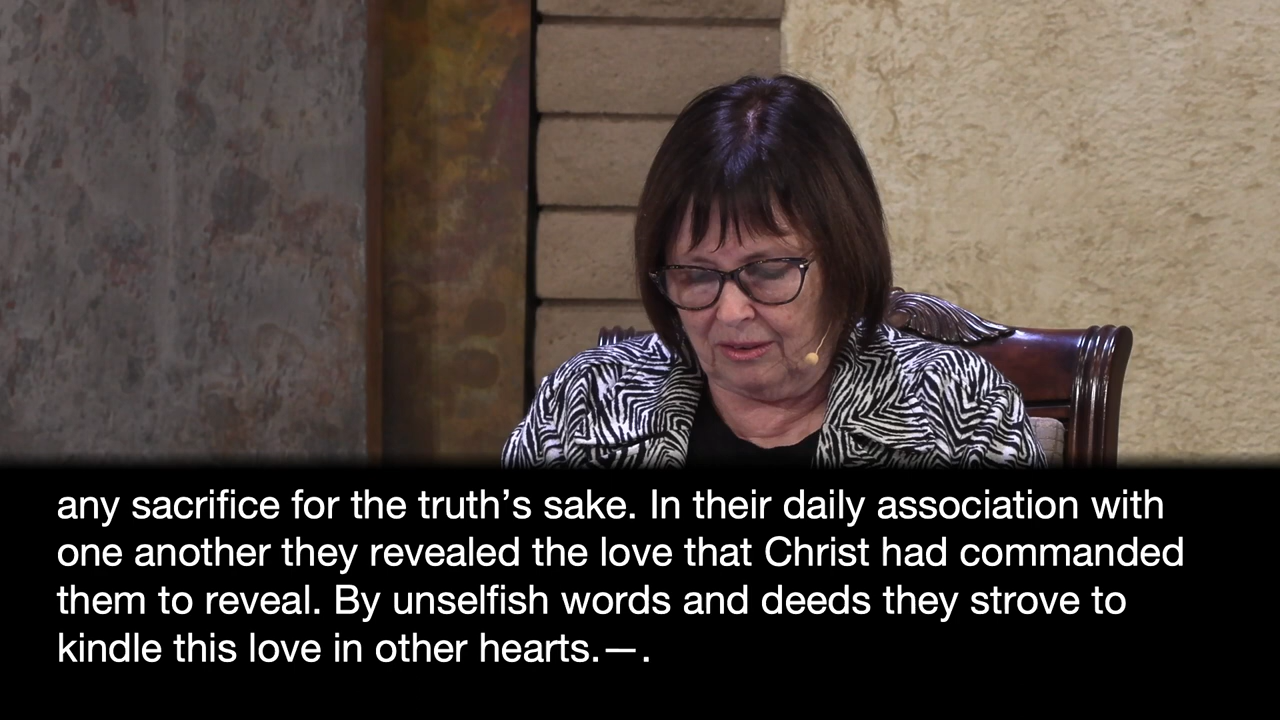 any sacrifice for the truth’s sake. In their daily association with
one another they revealed the love that Christ had commanded
them to reveal. By unselfish words and deeds they strove to
kindle this love in other hearts.—.